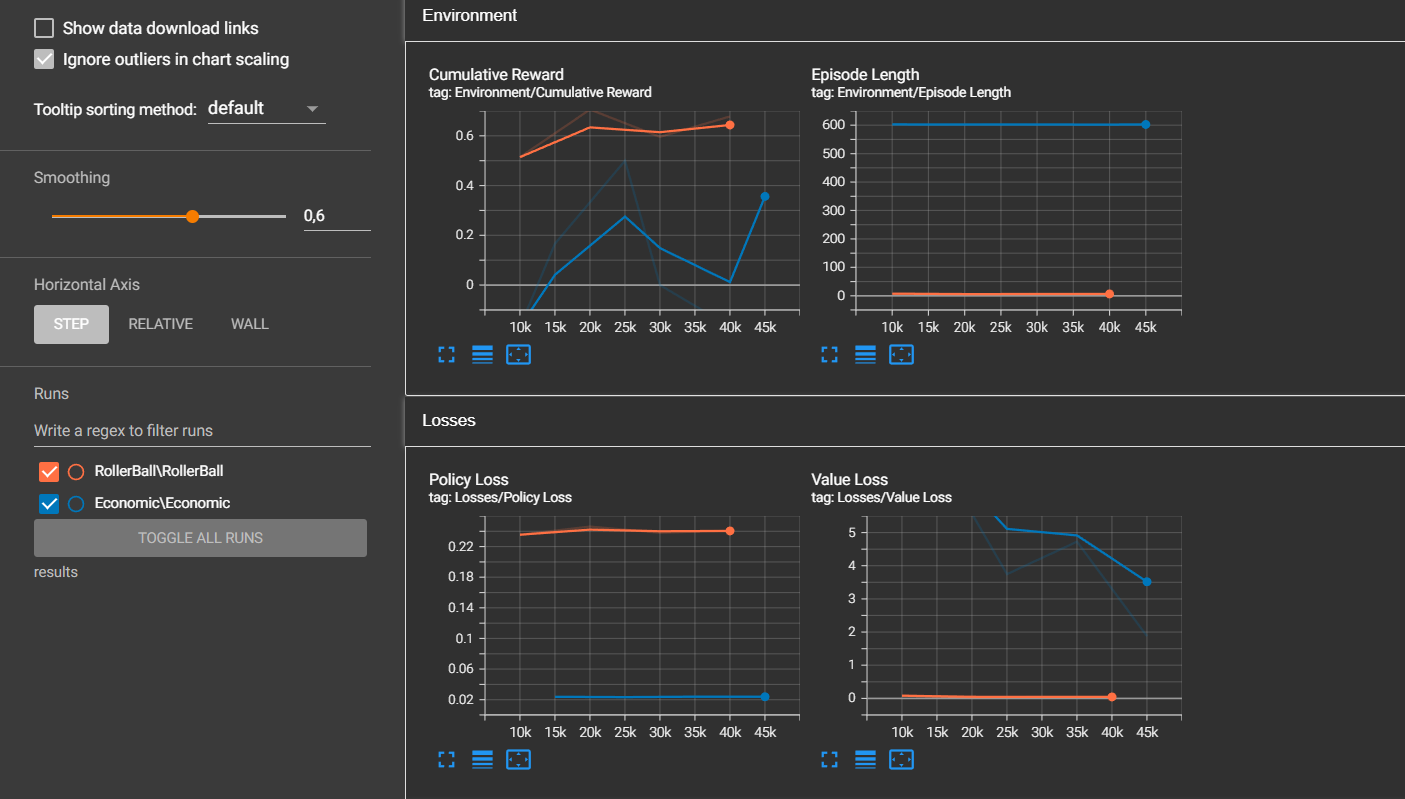 Show data download links
Ignore outliers in chart scaling
Tooltip sorting method: default
Smoothing
0,6
Horizontal Axis
STEP RELATIVE WALL
Runs
Write a regex to filter runs
RollerBall\RollerBall
Economic\Economic
TOGGLE ALL RUNS
results
Environment
Cumulative Reward
tag: Environment/Cumulative Reward
0.6
0.4
0.2
0
10k 15k 20k 25k 30k 35k 40k 45k
Episode Length
tag: Environment/Episode Length
600
500
400
300
200
100
0
10k 15k 20k 25k 30k 35k 40k 45k
Losses
Policy Loss
tag: Losses/Policy Loss
0.22
0.18
0.14
0.1
0.06
0.02
10k 15k 20k 25k 30k 35k 40k 45k
Value Loss
tag: Losses/Value Loss
5
4
3
2
1
0
10k 15k 20k 25k 30k 35k 40k 45k